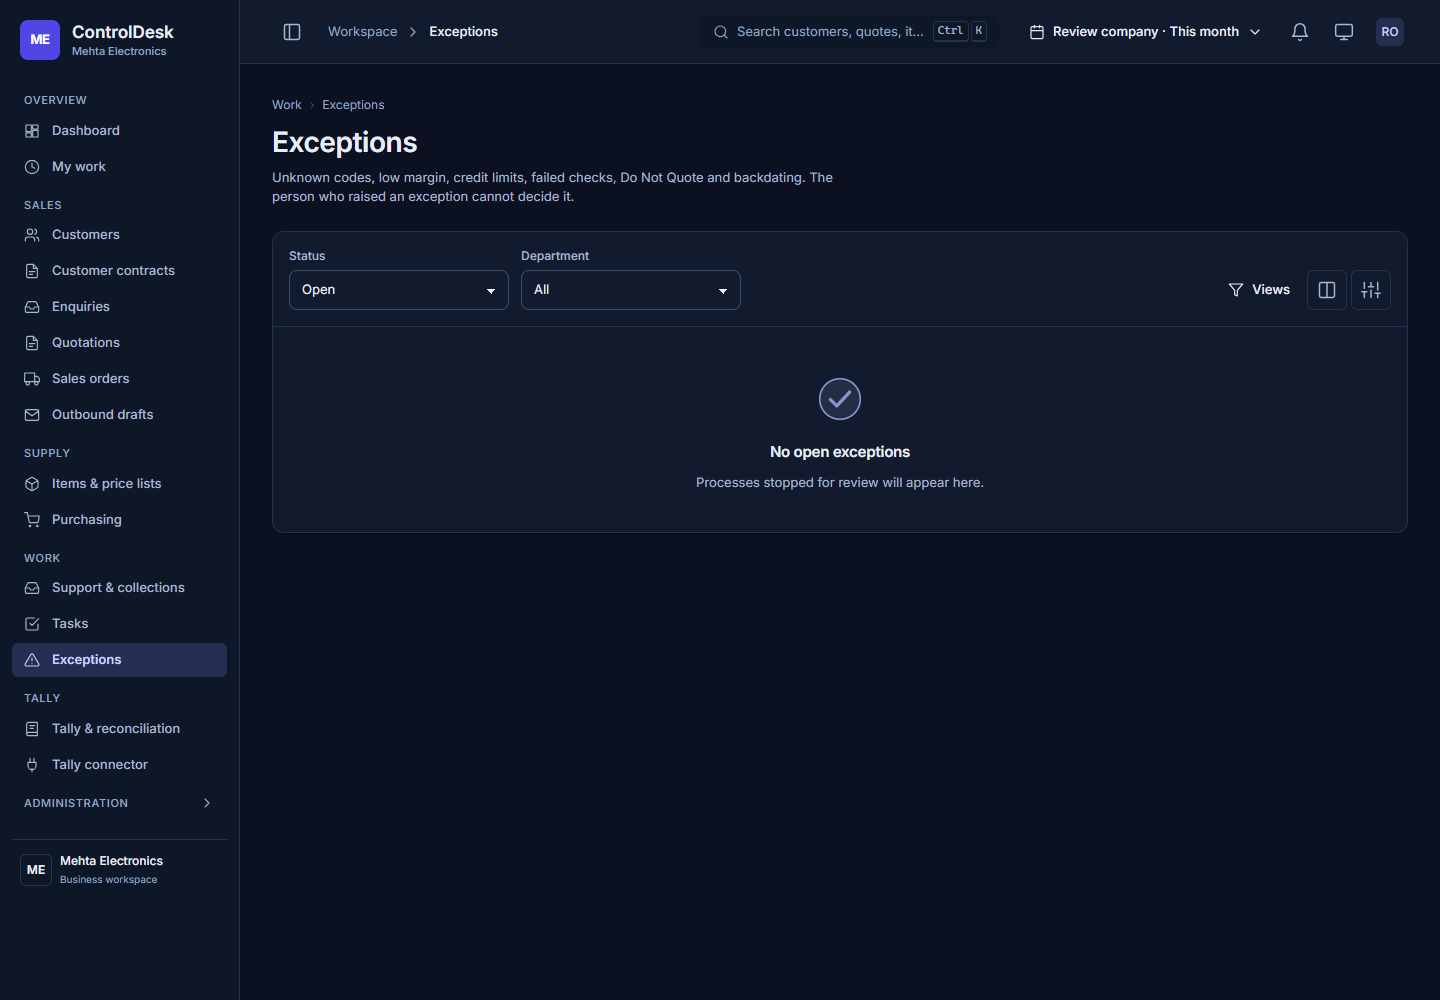 ME
ControlDesk
Mehta Electronics
OVERVIEW
Dashboard
My work
SALES
Customers
Customer contracts
Enquiries
Quotations
Sales orders
Outbound drafts
SUPPLY
Items & price lists
Purchasing
WORK
Support & collections
Tasks
Exceptions
TALLY
Tally & reconciliation
Tally connector
ADMINISTRATION
ME
Mehta Electronics
Business workspace
Workspace > Exceptions
Search customers, quotes, it... Ctrl K
Review company · This month
RO
Work › Exceptions
Exceptions
Unknown codes, low margin, credit limits, failed checks, Do Not Quote and backdating. The
person who raised an exception cannot decide it.
Status
Department
Open
All
Views
No open exceptions
Processes stopped for review will appear here.